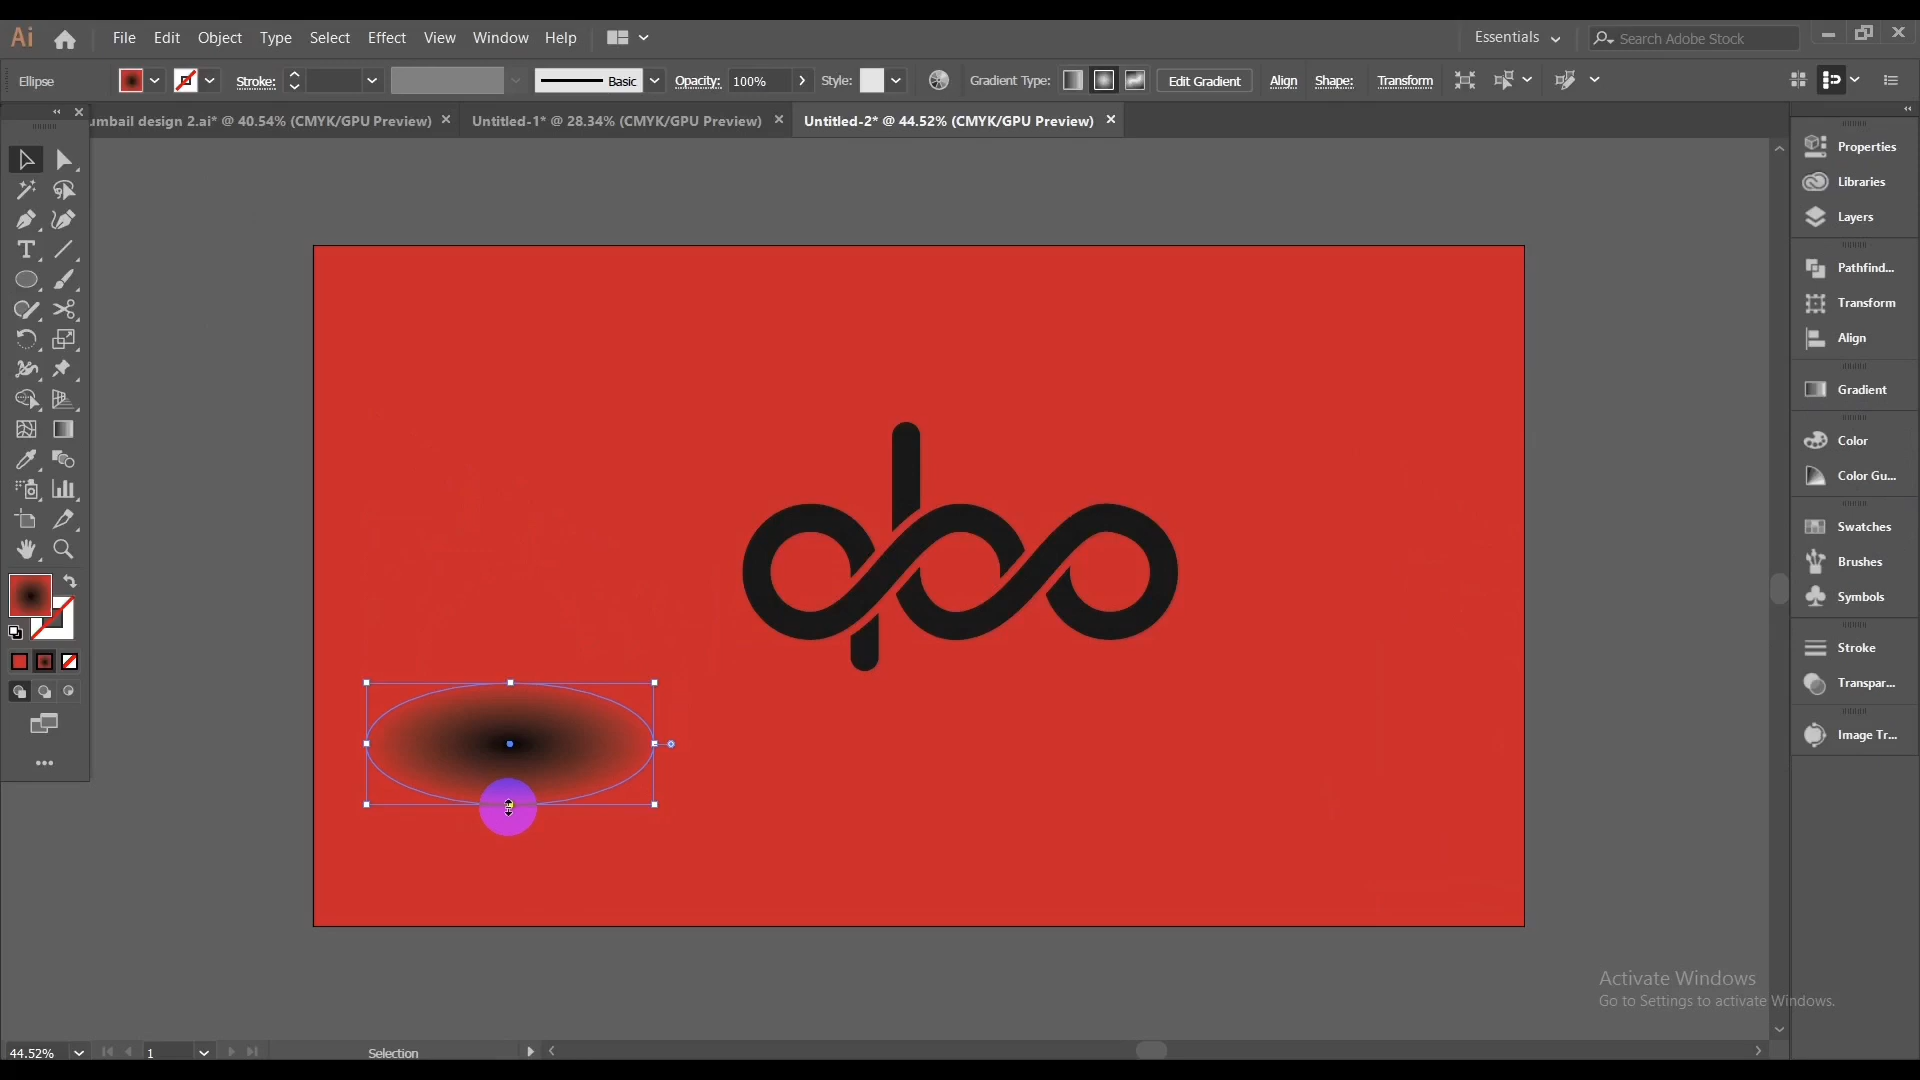 Ai File Edit Object Type Select Effect View Window Help Essentials Search Adobe Stock
Ellipse Stroke: Basic Opacity: 100% Style: Gradient Type: Edit Gradient Align Shape: Transform
umbail design 2.ai* @ 40.54% (CMYK/GPU Preview) Untitled-1* @ 28.34% (CMYK/GPU Preview) Untitled-2* @ 44.52% (CMYK/GPU Preview)
Properties
Libraries
Layers
Pathfind...
Transform
Align
Gradient
Color
Color Gu...
Swatches
Brushes
Symbols
Stroke
Transpar...
Image Tr...
Activate Windows
Go to Settings to activate Windows.
44.52% 1 Selection